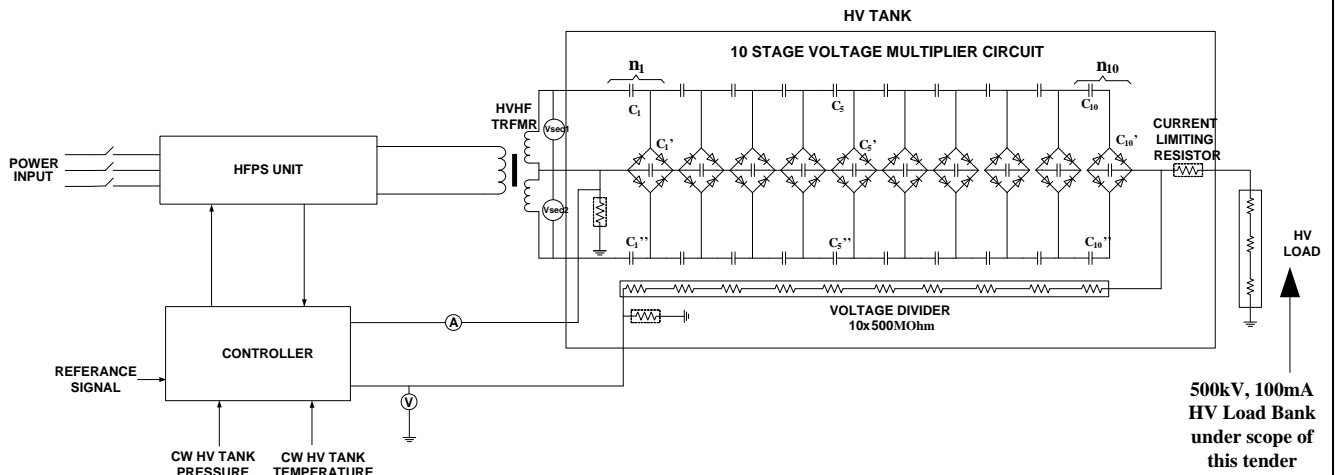 HV TANK
10 STAGE VOLTAGE MULTIPLIER CIRCUIT
n1
n10
C1
C5
C10
HVHF
TRFMR
Vsec1
CURRENT
LIMITING
RESISTOR
C1'
C5'
C10'
POWER
INPUT
HFPS UNIT
Vsec2
C1''
C5''
C10''
HV
LOAD
VOLTAGE DIVIDER
10x500MOhm
A
CONTROLLER
REFERANCE
SIGNAL
V
500kV, 100mA
HV Load Bank
under scope of
this tender
CW HV TANK
PRESSURE
CW HV TANK
TEMPERATURE